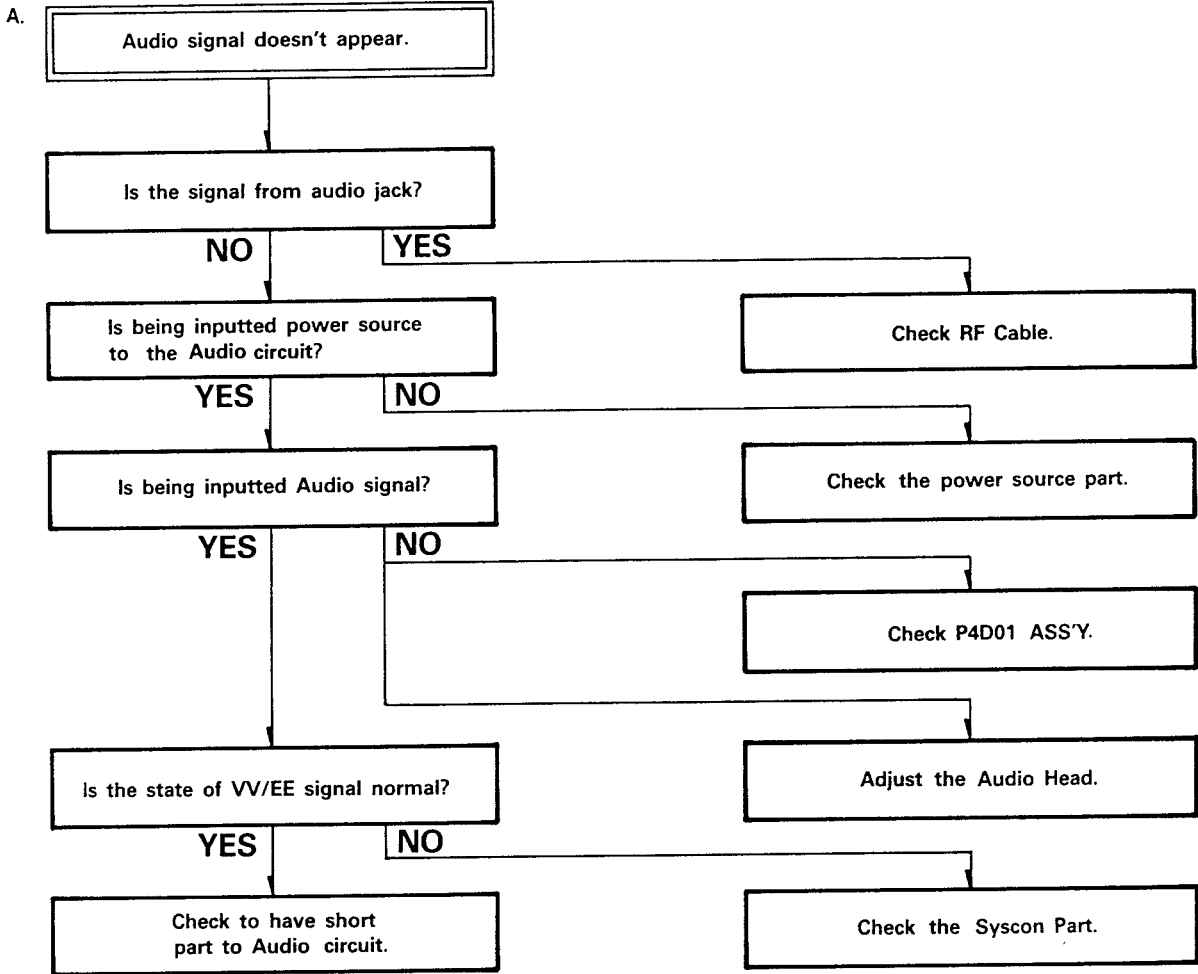 A.
Audio signal doesn't appear.
Is the signal from audio jack?
NO
YES
Is being inputted power source
to the Audio circuit?
Check RF Cable.
YES
NO
Is being inputted Audio signal?
Check the power source part.
YES
NO
Check P4D01 ASS'Y.
Is the state of VV/EE signal normal?
Adjust the Audio Head.
YES
NO
Check to have short
part to Audio circuit.
Check the Syscon Part.